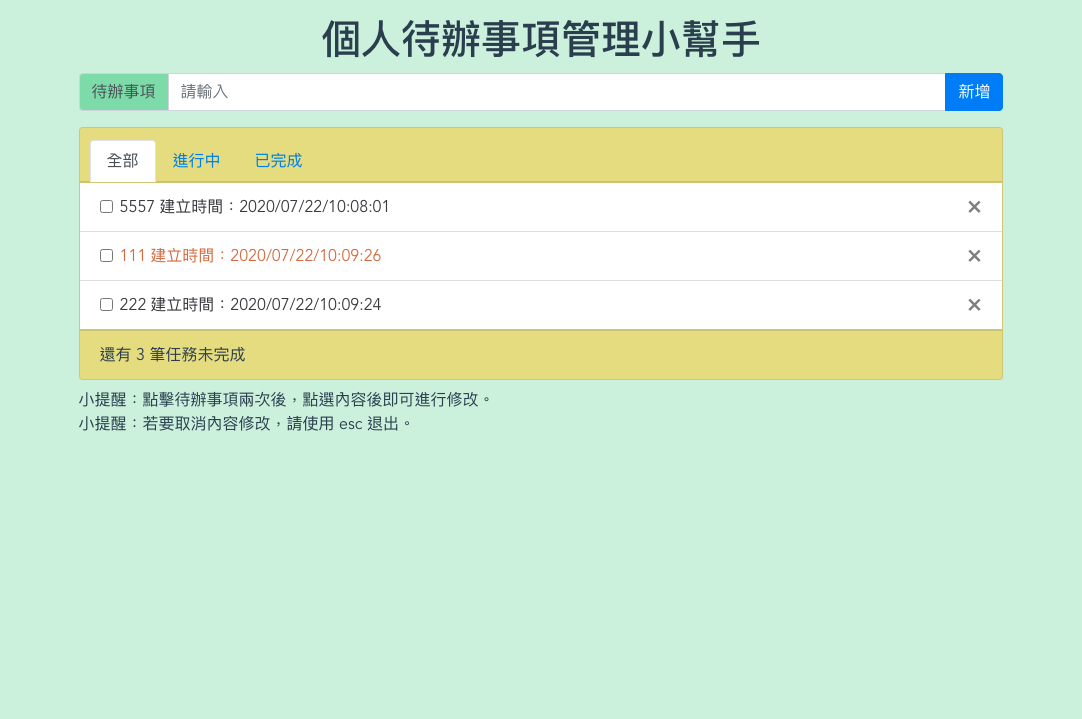 個人待辦事項管理小幫手
待辦事項 請輸入 新增
全部 進行中 已完成
5557 建立時間：2020/07/22/10:08:01 ×
111 建立時間：2020/07/22/10:09:26 ×
222 建立時間：2020/07/22/10:09:24 ×
還有 3 筆任務未完成
小提醒：點擊待辦事項兩次後，點選內容後即可進行修改。
小提醒：若要取消內容修改，請使用 esc 退出。